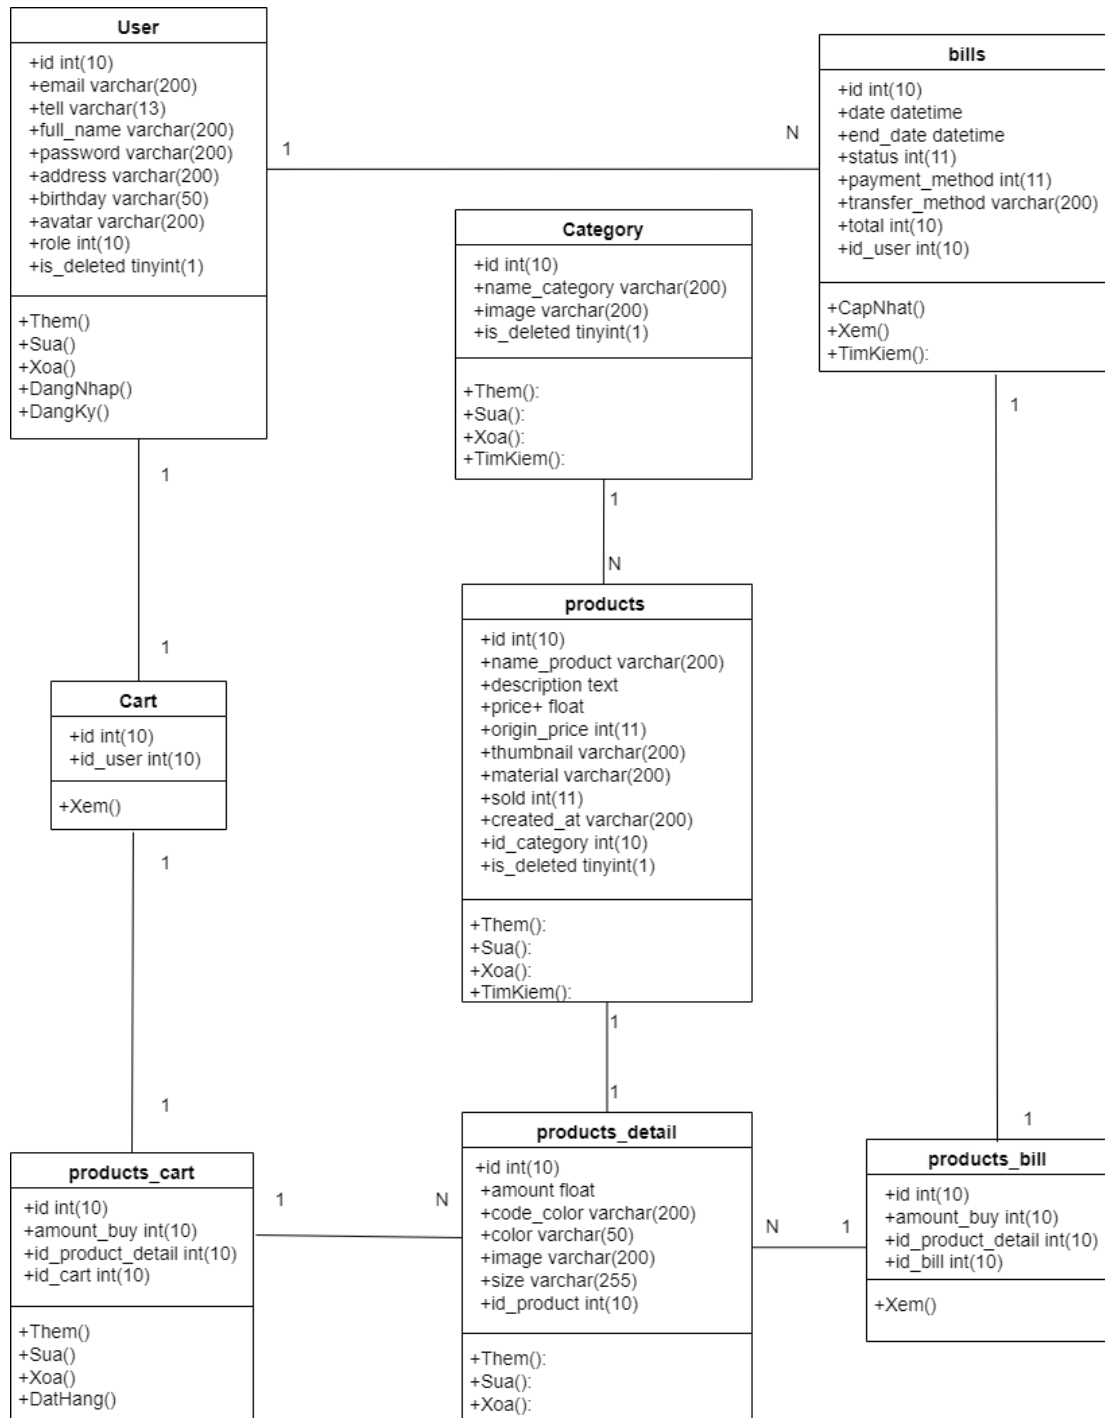 User
+id int(10)
+email varchar(200)
+tell varchar(13)
+full_name varchar(200)
+password varchar(200)
+address varchar(200)
+birthday varchar(50)
+avatar varchar(200)
+role int(10)
+is_deleted tinyint(1)
+Them()
+Sua()
+Xoa()
+DangNhap()
+DangKy()
1
N
bills
+id int(10)
+date datetime
+end_date datetime
+status int(11)
+payment_method int(11)
+transfer_method varchar(200)
+total int(10)
+id_user int(10)
+CapNhat()
+Xem()
+TimKiem():
Category
+id int(10)
+name_category varchar(200)
+image varchar(200)
+is_deleted tinyint(1)
+Them():
+Sua():
+Xoa():
+TimKiem():
1
N
1
1
1
Cart
+id int(10)
+id_user int(10)
+Xem()
1
1
products
+id int(10)
+name_product varchar(200)
+description text
+price+ float
+origin_price int(11)
+thumbnail varchar(200)
+material varchar(200)
+sold int(11)
+created_at varchar(200)
+id_category int(10)
+is_deleted tinyint(1)
+Them():
+Sua():
+Xoa():
+TimKiem():
1
1
1
products_cart
+id int(10)
+amount_buy int(10)
+id_product_detail int(10)
+id_cart int(10)
+Them()
+Sua()
+Xoa()
+DatHang()
1
N
products_detail
+id int(10)
+amount float
+code_color varchar(200)
+color varchar(50)
+image varchar(200)
+size varchar(255)
+id_product int(10)
+Them():
+Sua():
+Xoa():
N
1
products_bill
+id int(10)
+amount_buy int(10)
+id_product_detail int(10)
+id_bill int(10)
+Xem()